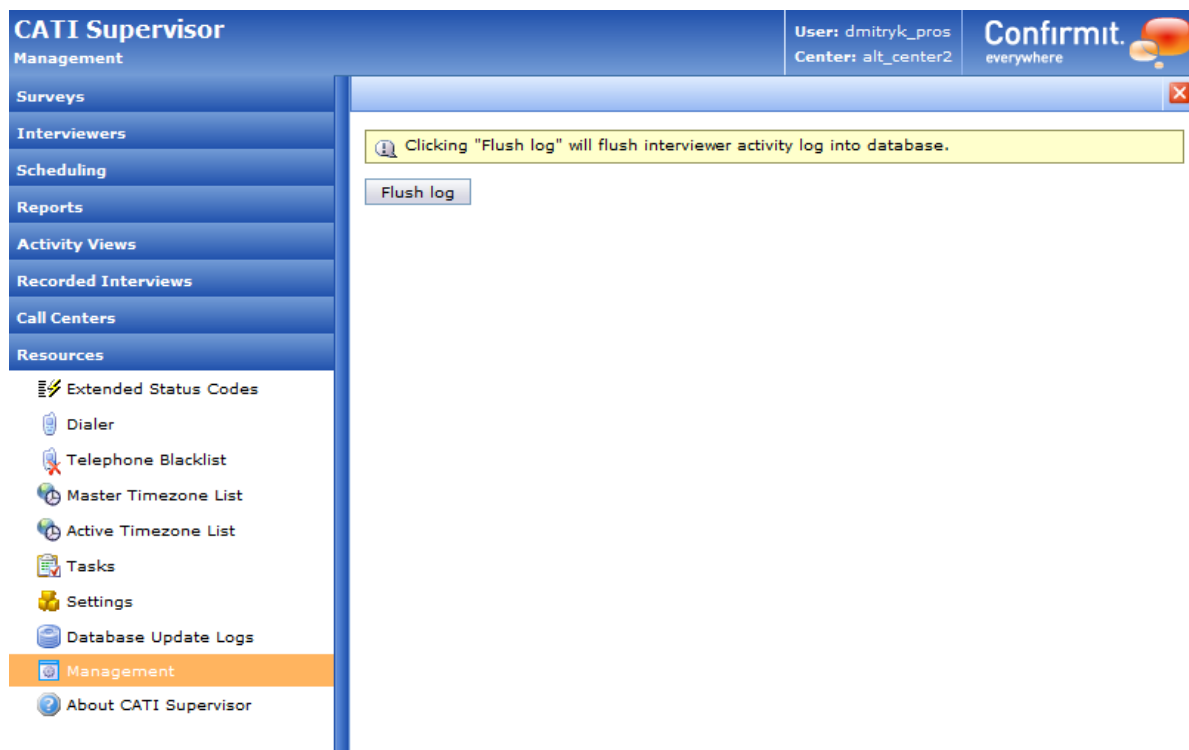 CATI Supervisor
Management
User: dmitryk_pros
Center: alt_center2
Confirmit.
everywhere
Surveys
Interviewers
Scheduling
Reports
Activity Views
Recorded Interviews
Call Centers
Resources
Extended Status Codes
Dialer
Telephone Blacklist
Master Timezone List
Active Timezone List
Tasks
Settings
Database Update Logs
Management
About CATI Supervisor
Clicking "Flush log" will flush interviewer activity log into database.
Flush log